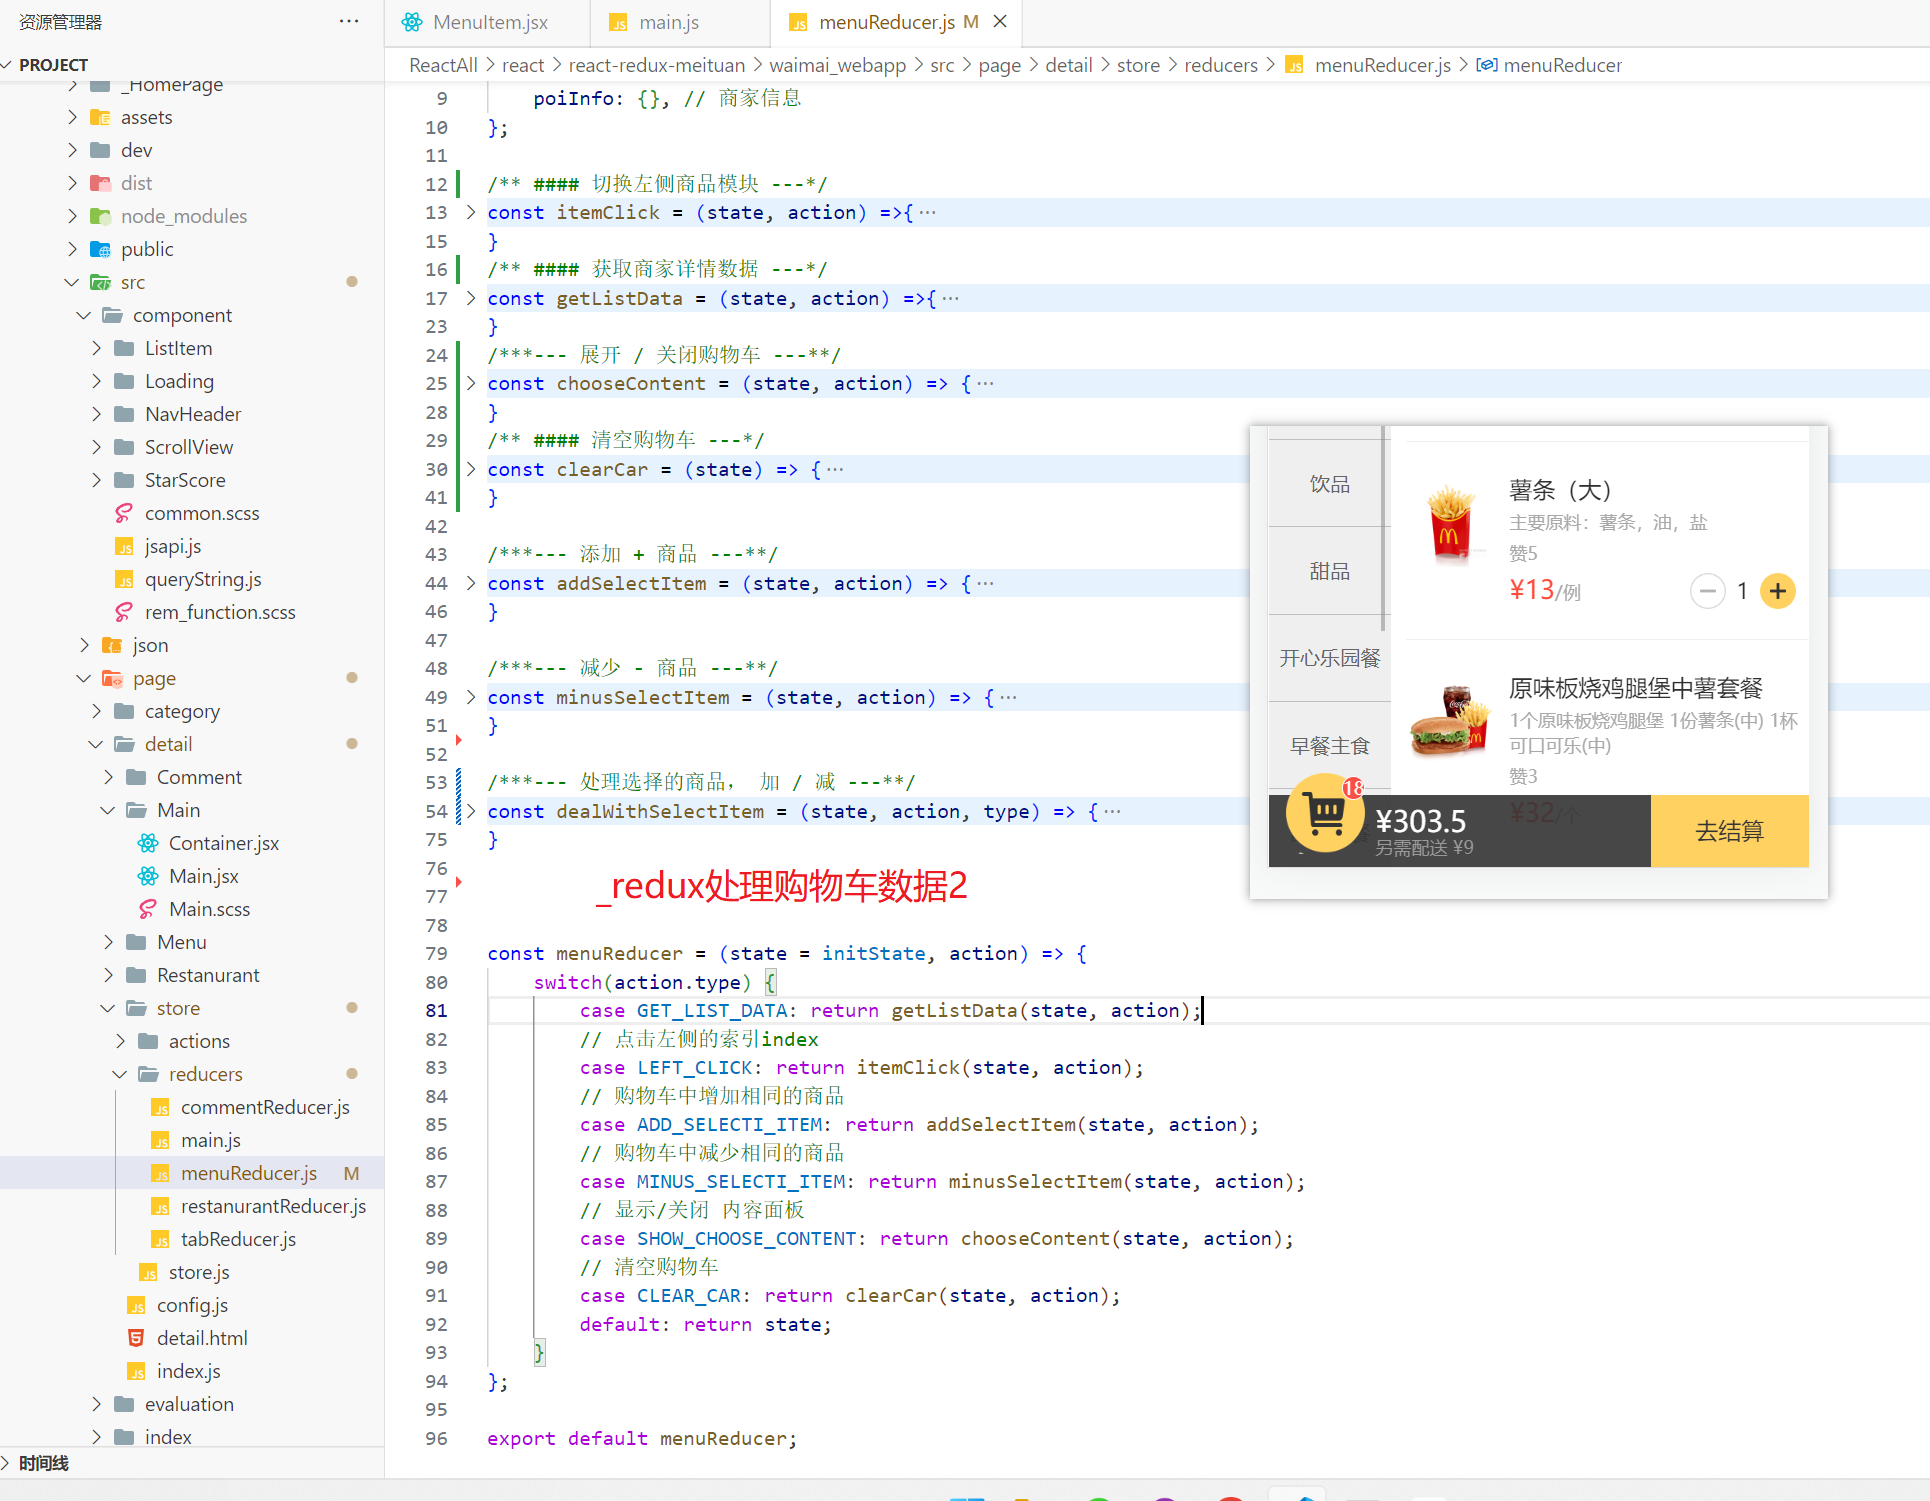 资源管理器
···
PROJECT
_HomePage
assets
dev
dist
node_modules
public
src
component
ListItem
Loading
NavHeader
ScrollView
StarScore
common.scss
jsapi.js
queryString.js
rem_function.scss
json
page
category
detail
Comment
Main
Container.jsx
Main.jsx
Main.scss
Menu
Restanurant
store
actions
reducers
commentReducer.js
main.js
menuReducer.js M
restanurantReducer.js
tabReducer.js
store.js
config.js
detail.html
index.js
evaluation
index
时间线
MenuItem.jsx
main.js
menuReducer.js M
ReactAll > react > react-redux-meituan > waimai_webapp > src > page > detail > store > reducers > menuReducer.js > menuReducer
9 poiInfo: {}, // 商家信息
10 };
11
12 /** #### 切换左侧商品模块 ---*/
13 const itemClick = (state, action) =>{···
15 }
16 /** #### 获取商家详情数据 ---*/
17 const getListData = (state, action) =>{···
23 }
24 /***--- 展开 / 关闭购物车 ---**/
25 const chooseContent = (state, action) => {···
28 }
29 /** #### 清空购物车 ---*/
30 const clearCar = (state) => {···
41 }
42
43 /***--- 添加 + 商品 ---**/
44 const addSelectItem = (state, action) => {···
46 }
47
48 /***--- 减少 - 商品 ---**/
49 const minusSelectItem = (state, action) => {···
51 }
52
53 /***--- 处理选择的商品， 加 / 减 ---**/
54 const dealWithSelectItem = (state, action, type) => {···
75 }
76
77 _redux处理购物车数据2
78
79 const menuReducer = (state = initState, action) => {
80 switch(action.type) {
81 case GET_LIST_DATA: return getListData(state, action);
82 // 点击左侧的索引index
83 case LEFT_CLICK: return itemClick(state, action);
84 // 购物车中增加相同的商品
85 case ADD_SELECTI_ITEM: return addSelectItem(state, action);
86 // 购物车中减少相同的商品
87 case MINUS_SELECTI_ITEM: return minusSelectItem(state, action);
88 // 显示/关闭 内容面板
89 case SHOW_CHOOSE_CONTENT: return chooseContent(state, action);
90 // 清空购物车
91 case CLEAR_CAR: return clearCar(state, action);
92 default: return state;
93 }
94 };
95
96 export default menuReducer;
饮品
甜品
开心乐园餐
早餐主食
薯条（大）
主要原料：薯条，油，盐
赞5
¥13/例
1
原味板烧鸡腿堡中薯套餐
1个原味板烧鸡腿堡 1份薯条(中) 1杯
可口可乐(中)
赞3
¥32/个
18
¥303.5
另需配送 ¥9
去结算